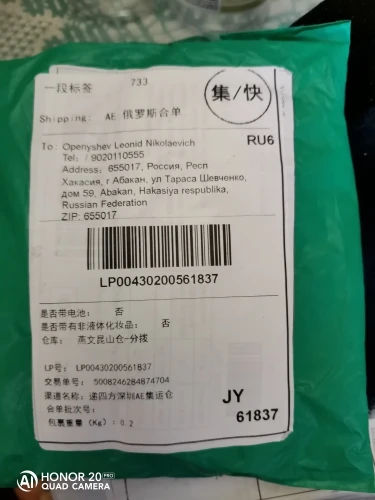 一段标签
733
集/快
Shipping: AE 俄罗斯合单
RU6
To: Openyshev Leonid Nikolaevich
Tel: / 9020110555
Address: 655017, Россия, Респ
Хакасия, г Абакан, ул Тараса Шевченко,
дом 59, Abakan, Hakasiya respublika,
Russian Federation
ZIP: 655017
LP00430200561837
是否带电池: 否
是否带有非液体化妆品: 否
仓库: 燕文昆山仓-分拨
LP号: LP00430200561837
交易单号: 5008246284874704
渠道名称: 递四方深圳AE集运仓
合单批次号:
包裹重量 (Kg) : 0.2
JY
61837
HONOR 20 PRO
QUAD CAMERA